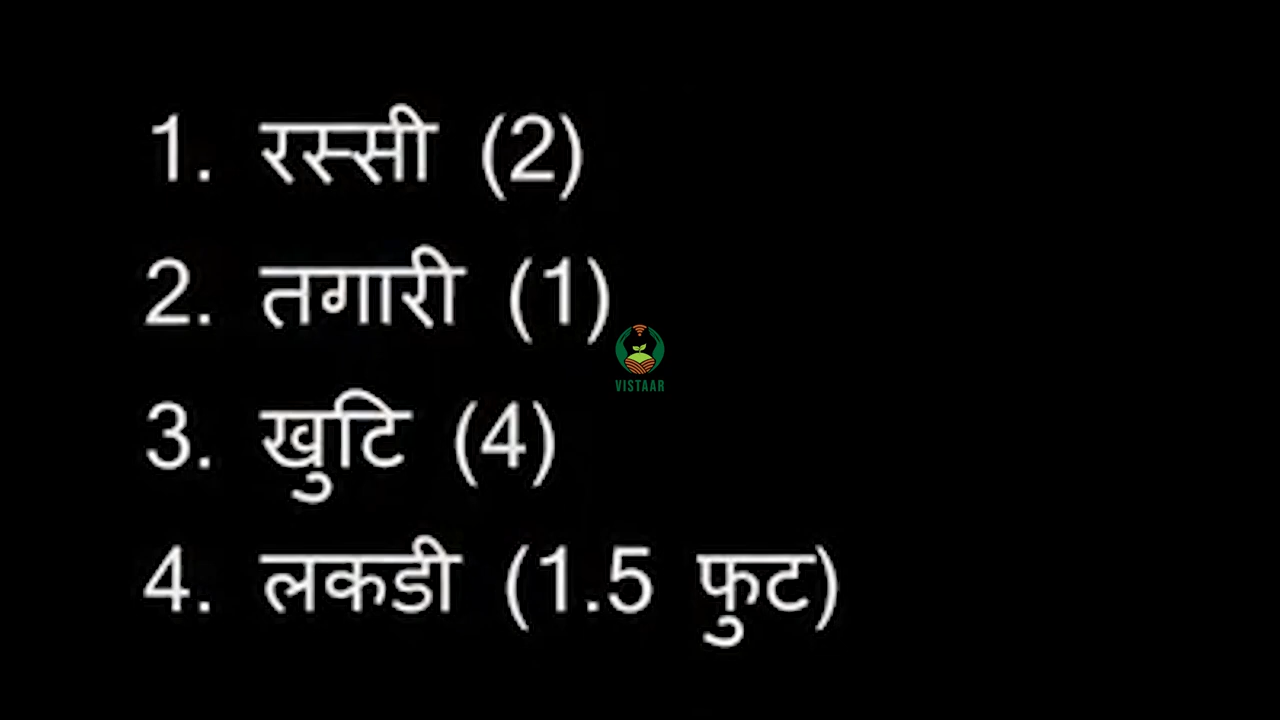 1. रस्सी (2)
2. तगारी (1)
VISTAAR
3. खुटि (4)
4. लकडी (1.5 फुट)